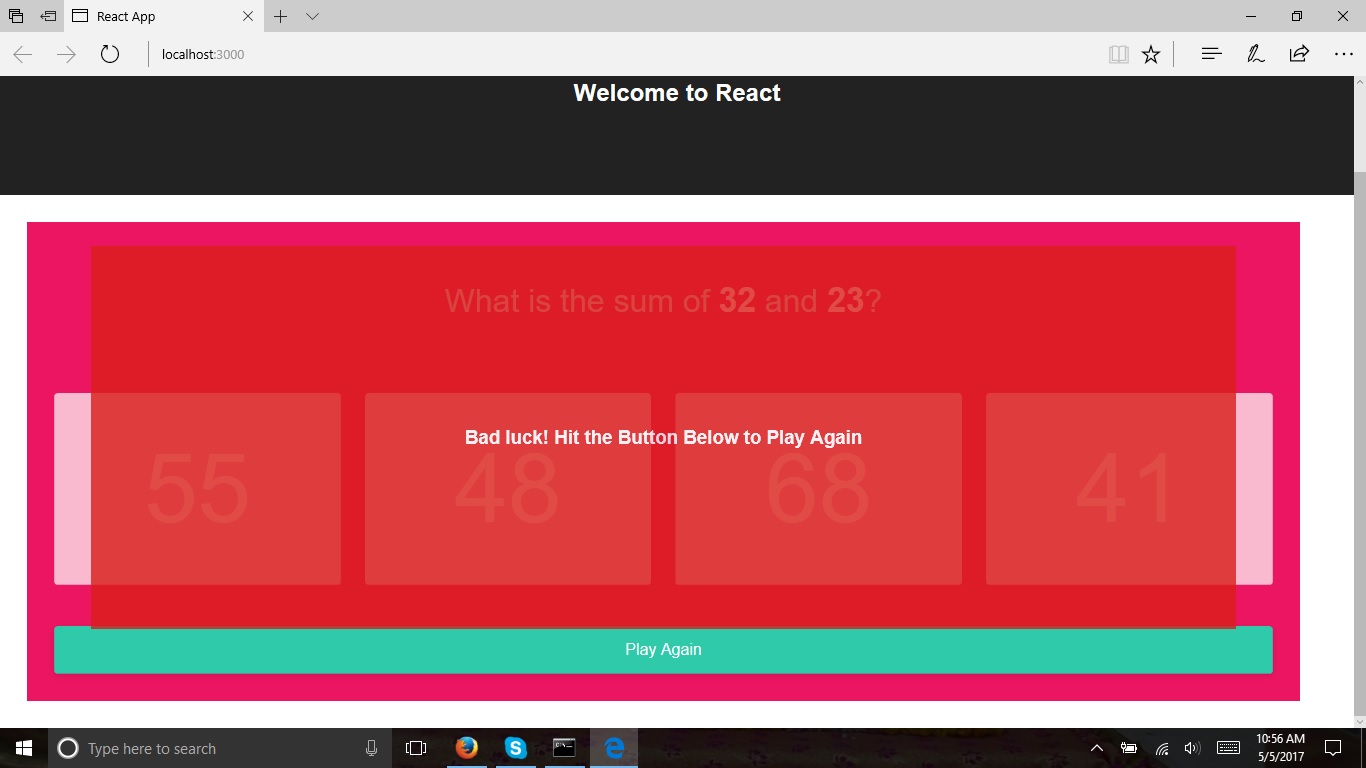 React App
localhost:3000
Welcome to React
What is the sum of 32 and 23?
Bad luck! Hit the Button Below to Play Again
55 48 68 41
Play Again
Type here to search
10:56 AM
5/5/2017